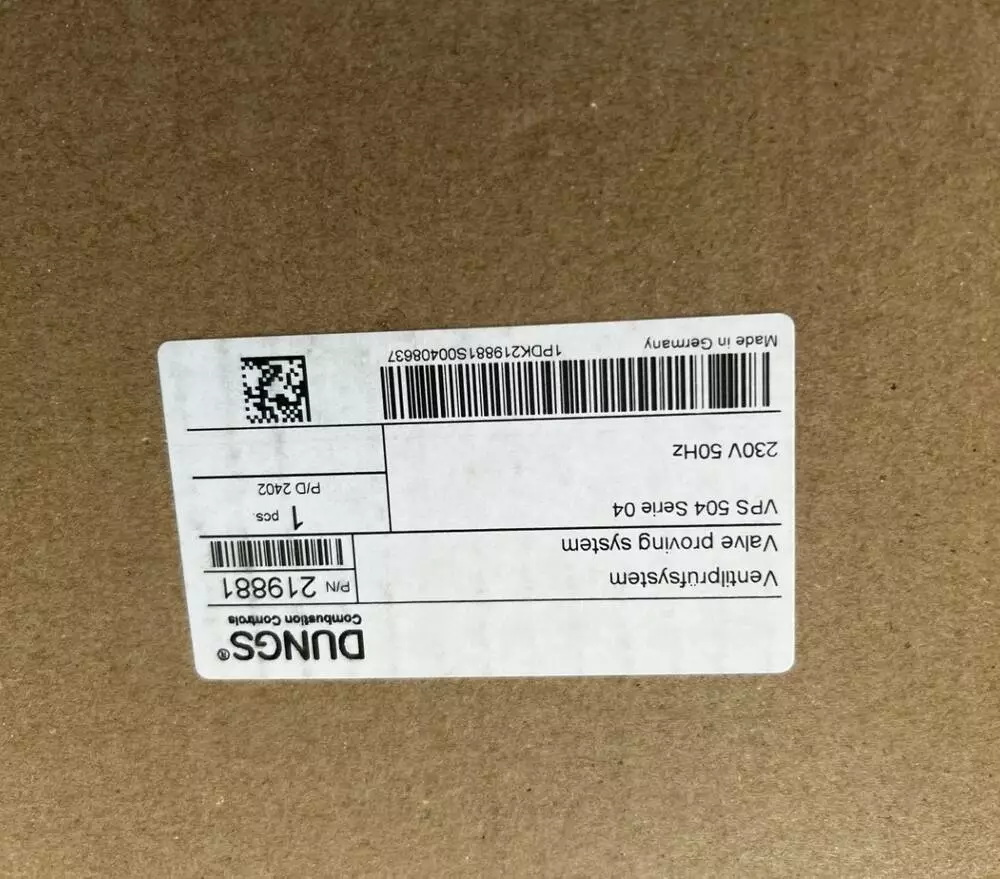 DUNGS®
Combustion Controls
Ventilprüfsystem
Valve proving system
P/N 219881
VPS 504 Serie 04
230V 50Hz
1 pcs.
P/D 2402
Made in Germany
1PDK219881S00408637